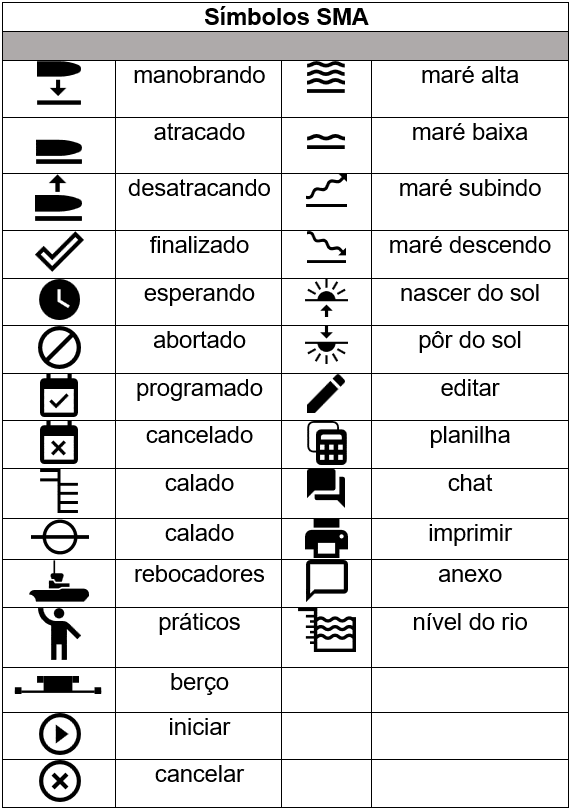 Símbolos SMA
manobrando maré alta
atracado maré baixa
desatracando maré subindo
finalizado maré descendo
esperando nascer do sol
abortado pôr do sol
programado editar
cancelado planilha
calado chat
calado imprimir
rebocadores anexo
práticos nível do rio
berço
iniciar
cancelar